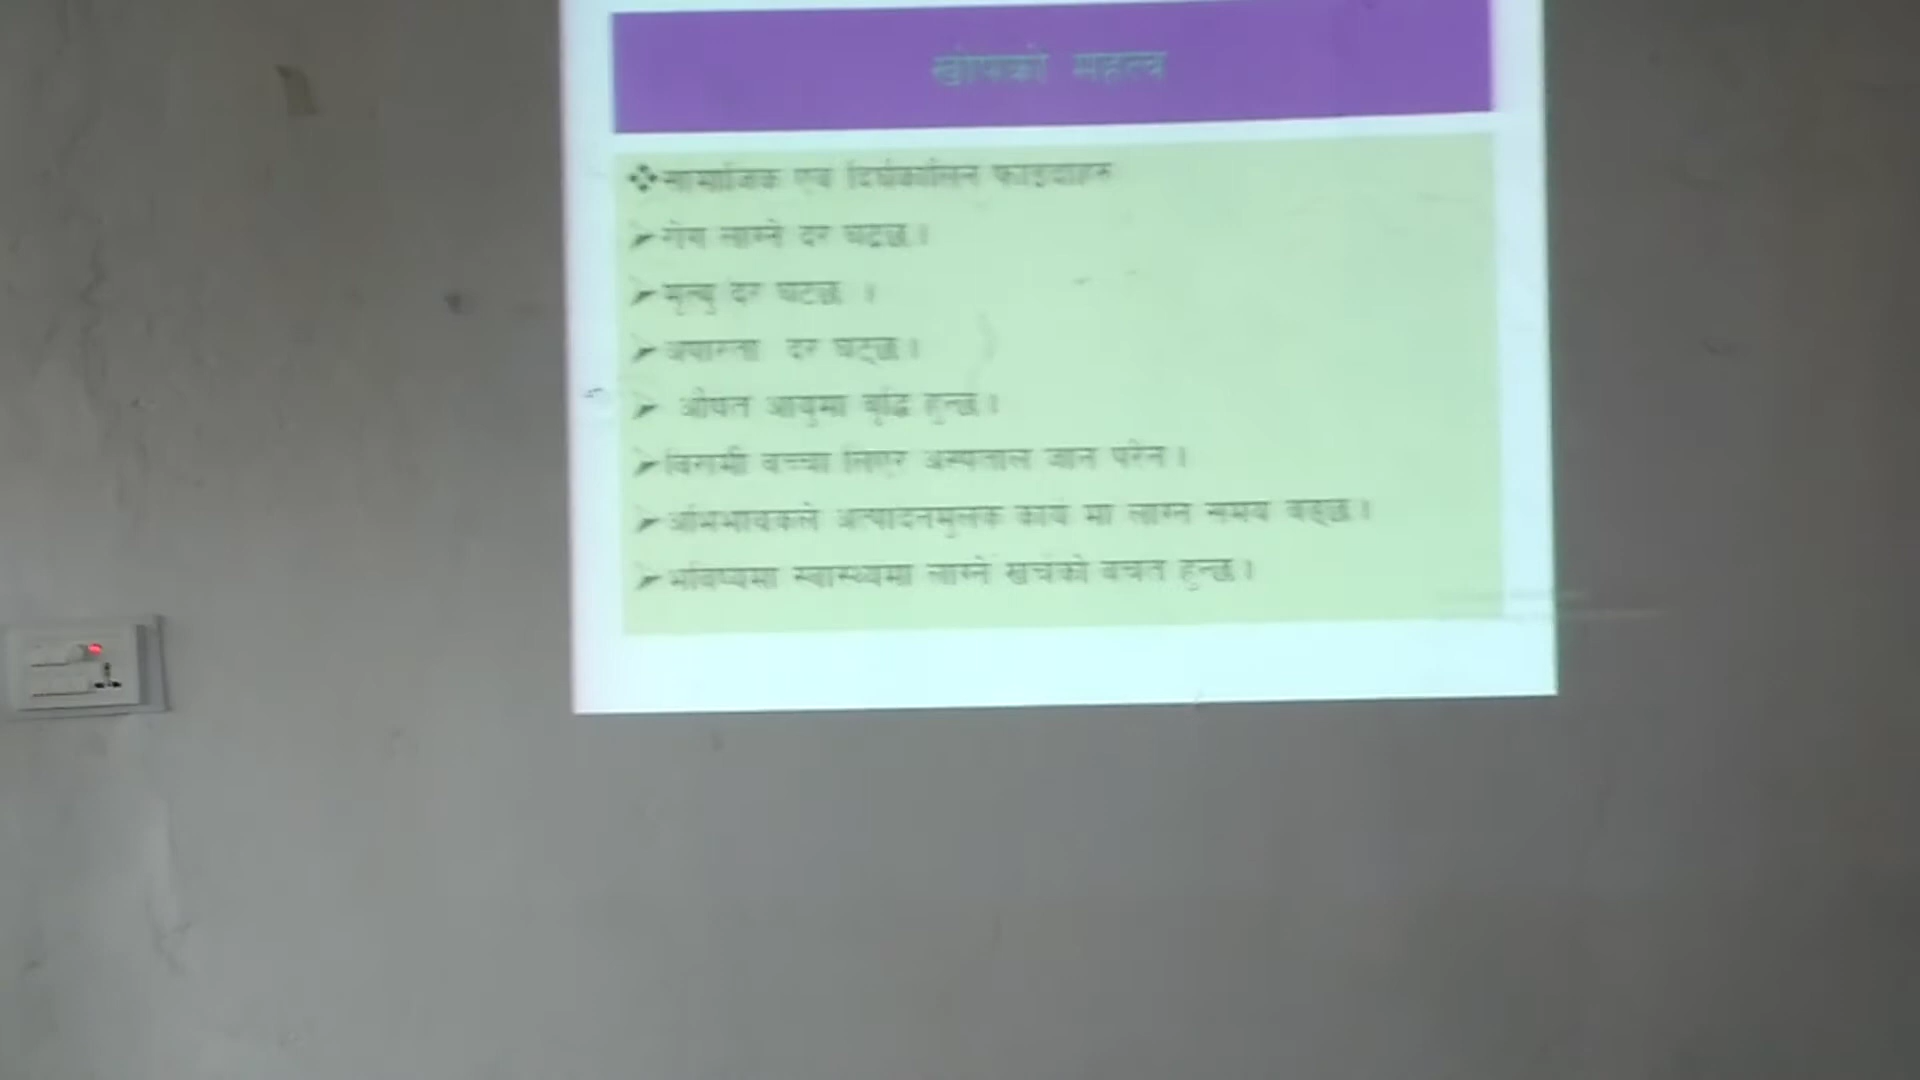 खोपको महत्व
सामाजिक एवं दिर्घकालिन फाइदाहरु
रोग लाग्ने दर घट्छ।
मृत्यु दर घट्छ ।
अपाङ्गता दर घट्छ।
औषत आयुमा बृद्धि हुन्छ।
बिरामी बच्चा लिएर अस्पताल जान परेन।
अभिभावकले उत्पादनमुलक कार्य मा लाग्न समय बढ्छ।
भविष्यमा स्वास्थ्यमा लाग्ने खर्चको बचत हुन्छ।